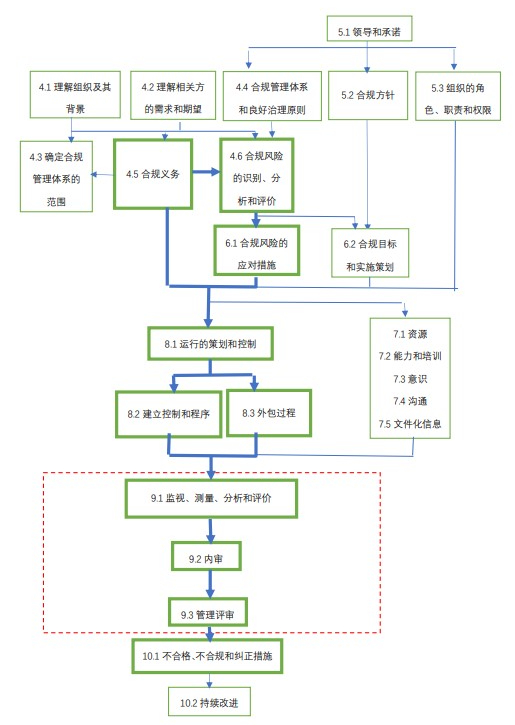 5.1 领导和承诺
4.1 理解组织及其
背景
4.2 理解相关方
的需求和期望
4.4 合规管理体系
和良好治理原则
5.2 合规方针
5.3 组织的角
色、职责和权限
4.3 确定合规
管理体系的
范围
4.5 合规义务
4.6 合规风险
的识别、分
析和评价
6.1 合规风险的
应对措施
6.2 合规目标
和实施策划
8.1 运行的策划和控制
7.1 资源
7.2 能力和培训
7.3 意识
7.4 沟通
7.5 文件化信息
8.2 建立控制和程序
8.3 外包过程
9.1 监视、测量、分析和评价
9.2 内审
9.3 管理评审
10.1 不合格、不合规和纠正措施
10.2 持续改进